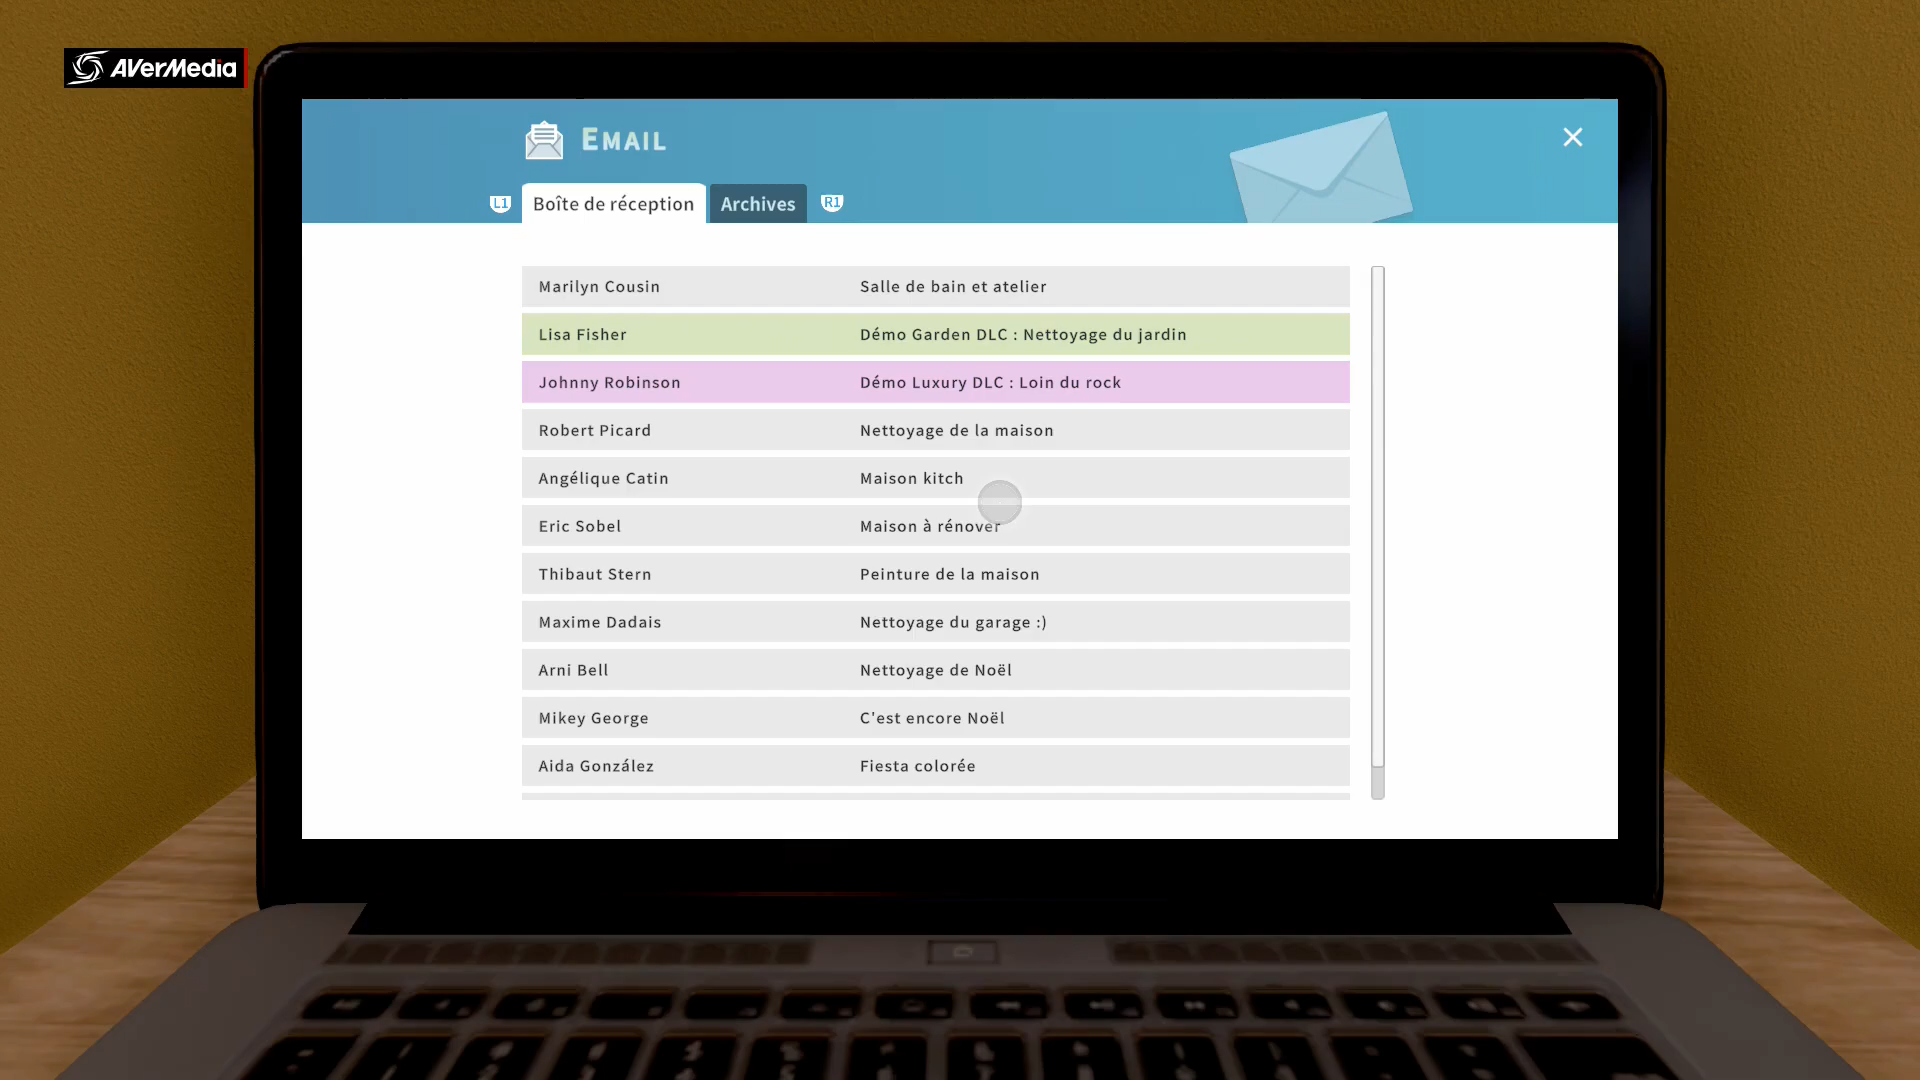 AVerMedia
EMAIL
L1
Boîte de réception
Archives
R1
Marilyn Cousin
Salle de bain et atelier
Lisa Fisher
Démo Garden DLC : Nettoyage du jardin
Johnny Robinson
Démo Luxury DLC : Loin du rock
Robert Picard
Nettoyage de la maison
Angélique Catin
Maison kitch
Eric Sobel
Maison à rénover
Thibaut Stern
Peinture de la maison
Maxime Dadais
Nettoyage du garage :)
Arni Bell
Nettoyage de Noël
Mikey George
C'est encore Noël
Aida González
Fiesta colorée